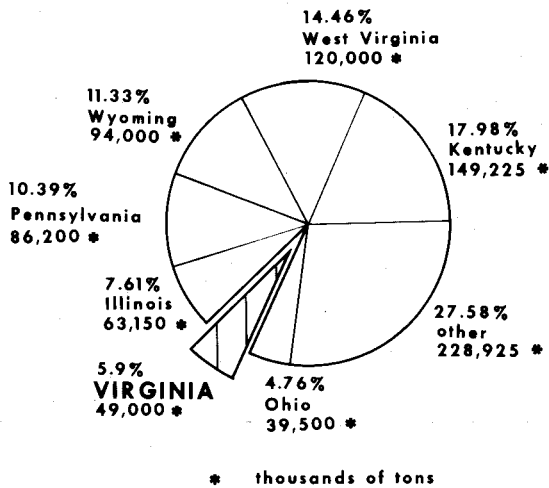 14.46%
West Virginia
120,000 *
11.33%
Wyoming
94,000 *
17.98%
Kentucky
149,225 *
10.39%
Pennsylvania
86,200 *
7.61%
Illinois
63,150 *
27.58%
other
228,925 *
5.9%
VIRGINIA
49,000 *
4.76%
Ohio
39,500 *
* thousands of tons